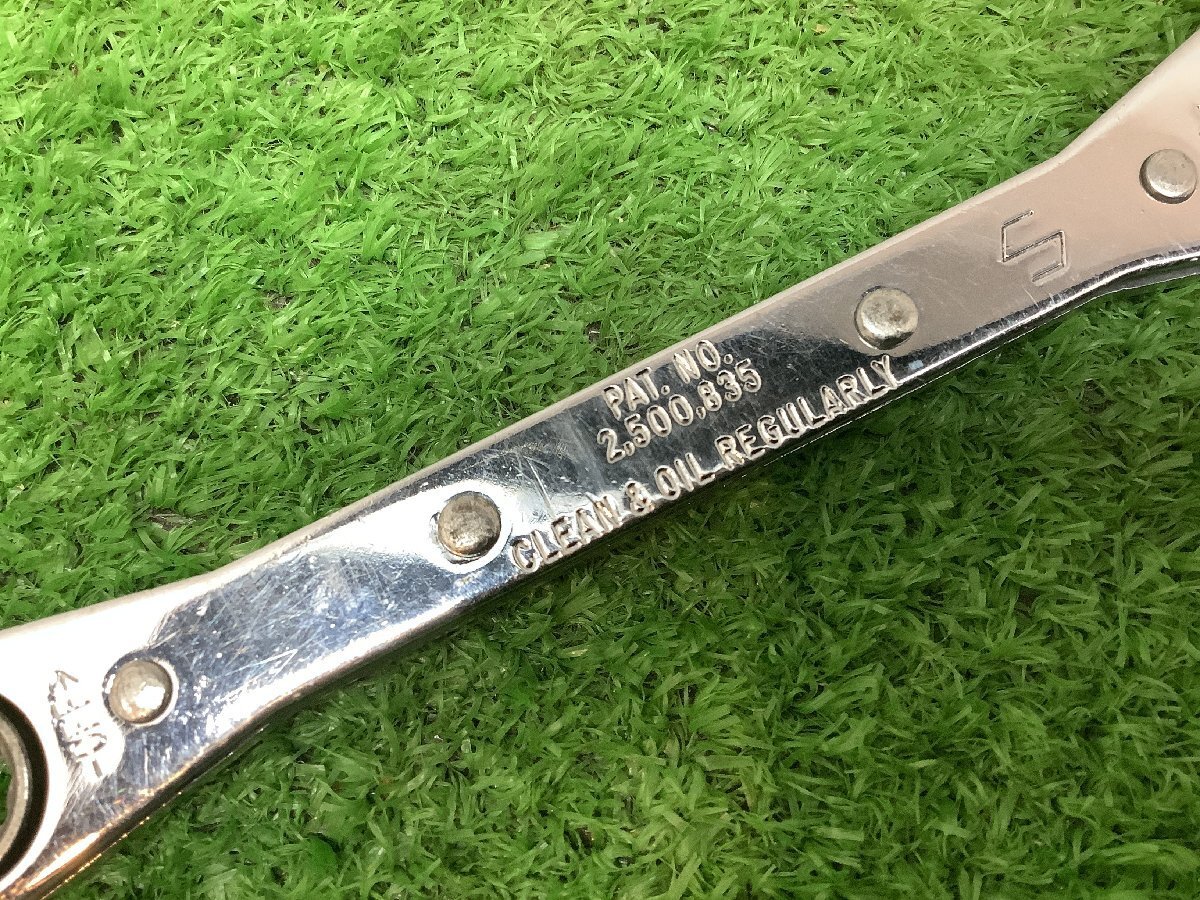 PAT. NO.
2,500,835
CLEAN & OIL REGULARLY